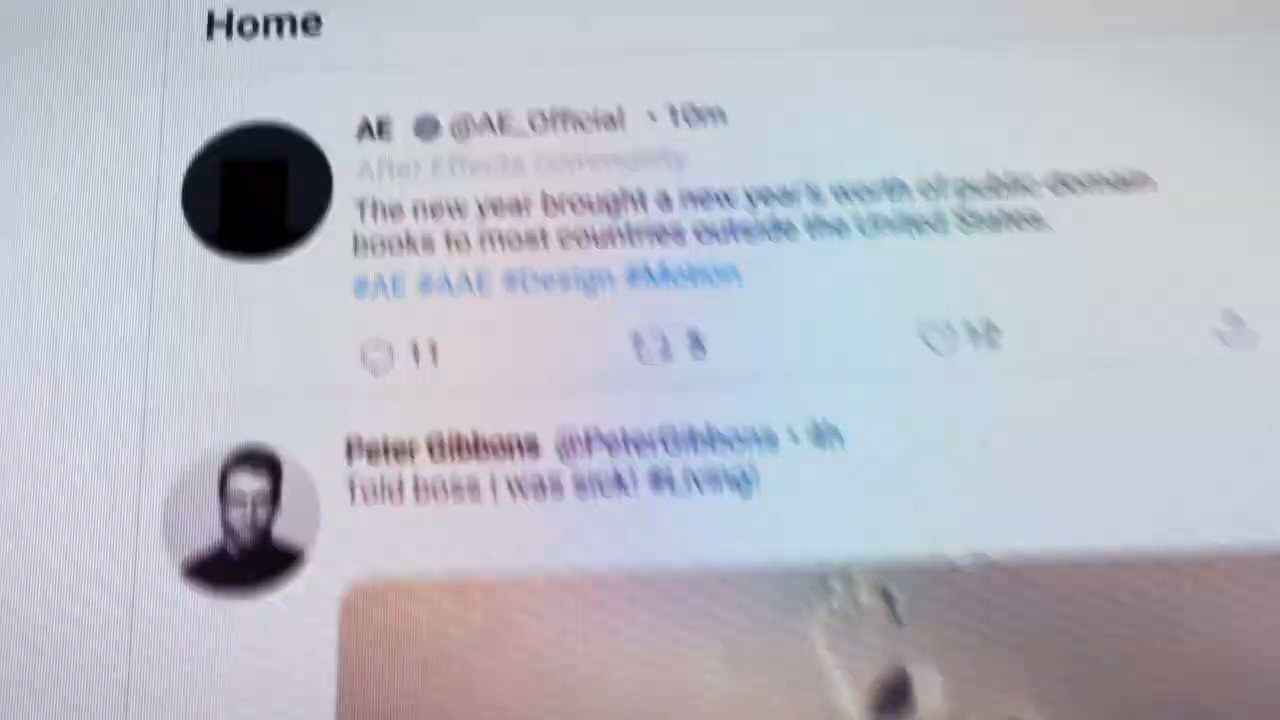 Home
AE @AE_Official · 10m
After Effects community
The new year brought a new year's worth of public domain
books to most countries outside the United States.
#AE #AAE #Design #Motion
11 8 12
Peter Gibbons @PeterGibbons · 4h
Told boss I was sick! #Living!